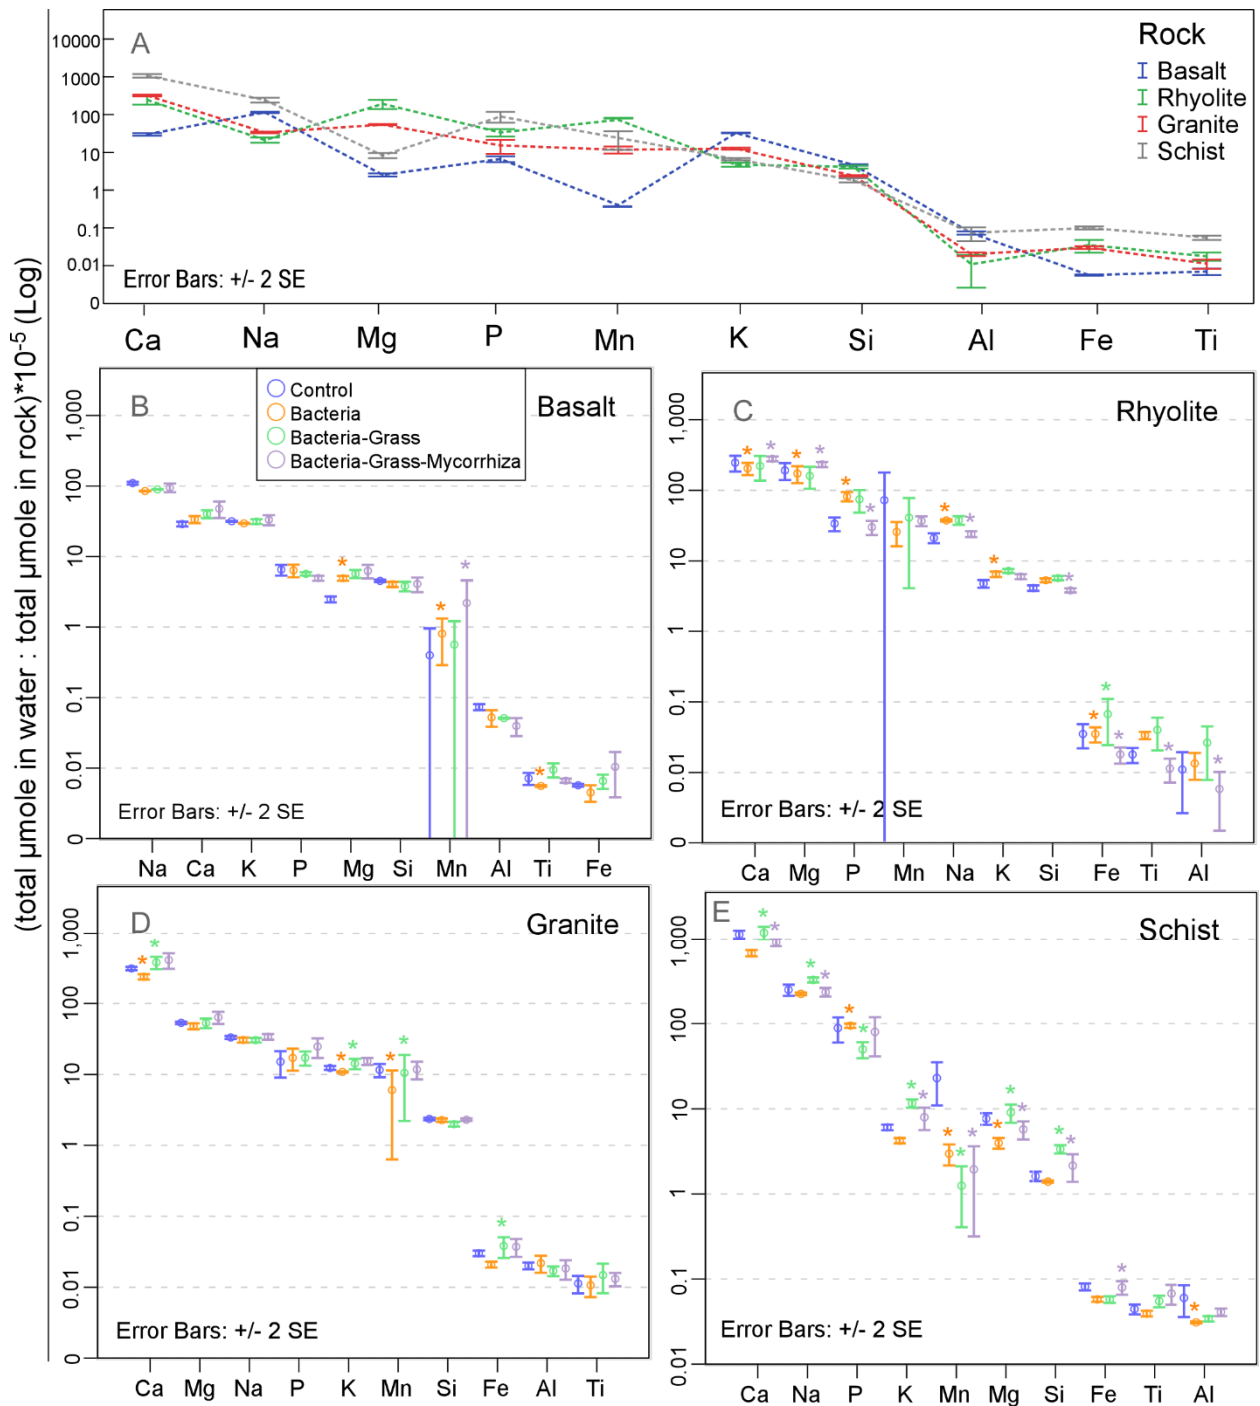 (total µmole in water : total µmole in rock)*10⁻⁵ (Log)
A
10000
1000
100
10
1
0.1
0.01
0
Rock
Basalt
Rhyolite
Granite
Schist
Error Bars: +/- 2 SE
Ca Na Mg P Mn K Si Al Fe Ti
B
Basalt
Control
Bacteria
Bacteria-Grass
Bacteria-Grass-Mycorrhiza
1,000
100
10
1
0.1
0.01
0
* * * *
Error Bars: +/- 2 SE
Na Ca K P Mg Si Mn Al Ti Fe
C
Rhyolite
1,000
100
10
1
0.1
0.01
0
* * * * * * * * * * * * * * *
Error Bars: +/- 2 SE
Ca Mg P Mn Na K Si Fe Ti Al
D
Granite
1,000
100
10
1
0.1
0.01
0
* * * * * * *
Error Bars: +/- 2 SE
Ca Mg Na P K Mn Si Fe Al Ti
E
Schist
1,000
100
10
1
0.1
0.01
* * * * * * * * * * * * * * * * * *
Error Bars: +/- 2 SE
Ca Na P K Mn Mg Si Fe Ti Al